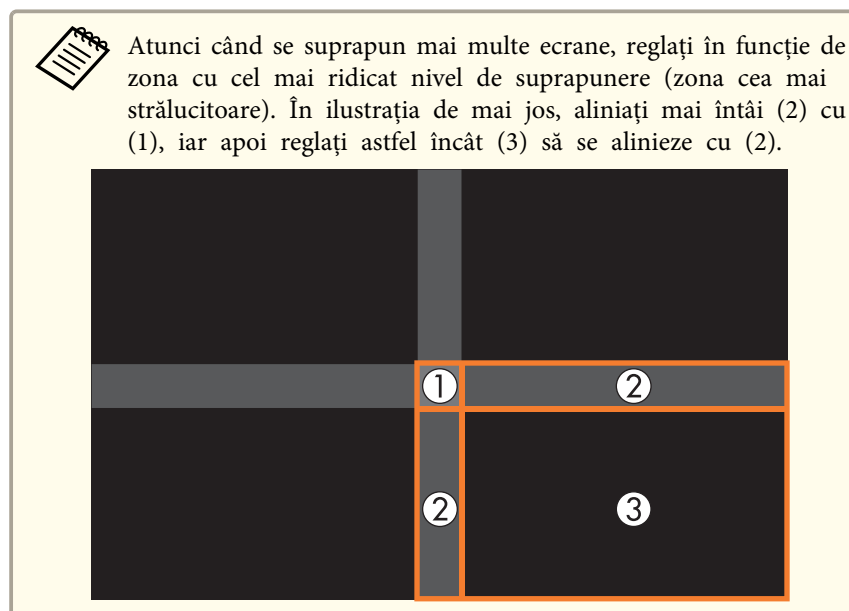 Atunci când se suprapun mai multe ecrane, reglați în funcție de
zona cu cel mai ridicat nivel de suprapunere (zona cea mai
strălucitoare). În ilustrația de mai jos, aliniați mai întâi (2) cu
(1), iar apoi reglați astfel încât (3) să se alinieze cu (2).
1 2
2 3